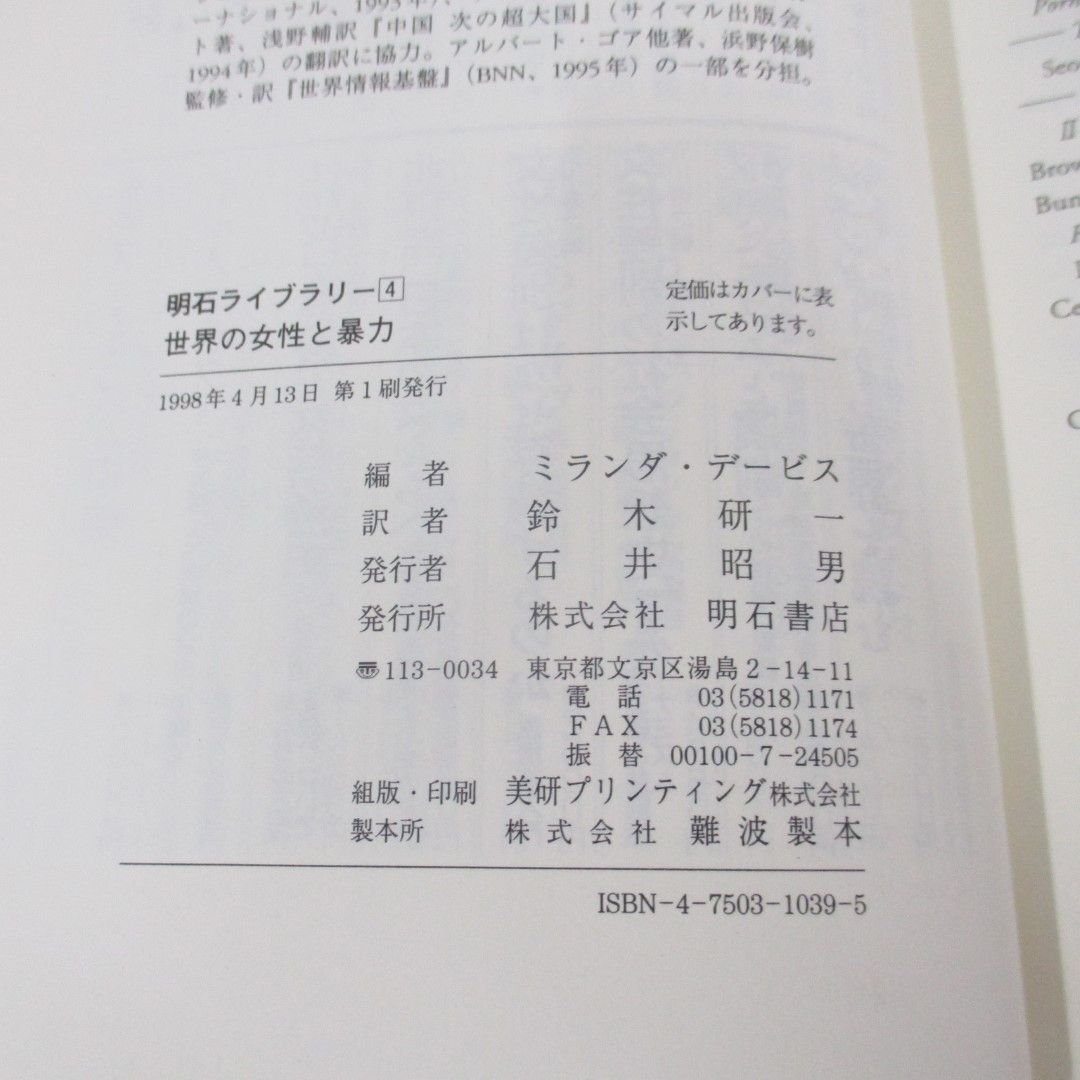 ーナショナル、1993年)、
ト著、浅野輔訳『中国 次の超大国』(サイマル出版会、
1994年)の翻訳に協力。アルバート・ゴア他著、浜野保樹
監修・訳『世界情報基盤』(BNN、1995年)の一部を分担。
明石ライブラリー4
世界の女性と暴力
定価はカバーに表
示してあります。
1998年4月13日 第1刷発行
編者 ミランダ・デービス
訳者 鈴木研一
発行者 石井昭男
発行所 株式会社 明石書店
〠113-0034 東京都文京区湯島2-14-11
電話 03(5818)1171
FAX 03(5818)1174
振替 00100-7-24505
組版・印刷 美研プリンティング株式会社
製本所 株式会社 難波製本
ISBN-4-7503-1039-5
Seo
II
Brow
Bun
Ce